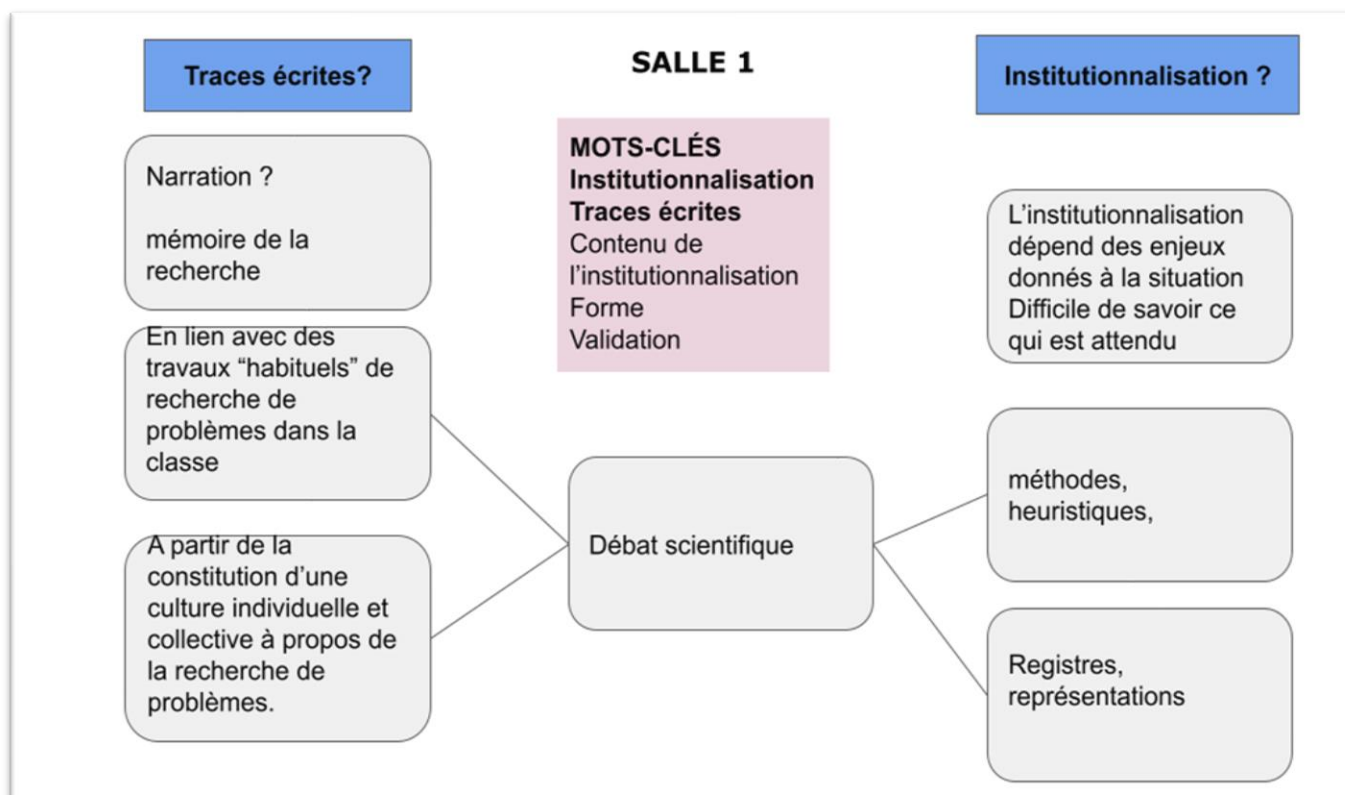 Traces écrites?
Narration ?
mémoire de la
recherche
En lien avec des
travaux “habituels” de
recherche de
problèmes dans la
classe
A partir de la
constitution d’une
culture individuelle et
collective à propos de
la recherche de
problèmes.
SALLE 1
MOTS-CLÉS
Institutionnalisation
Traces écrites
Contenu de
l’institutionnalisation
Forme
Validation
Débat scientifique
Institutionnalisation ?
L’institutionnalisation
dépend des enjeux
donnés à la situation
Difficile de savoir ce
qui est attendu
méthodes,
heuristiques,
Registres,
représentations